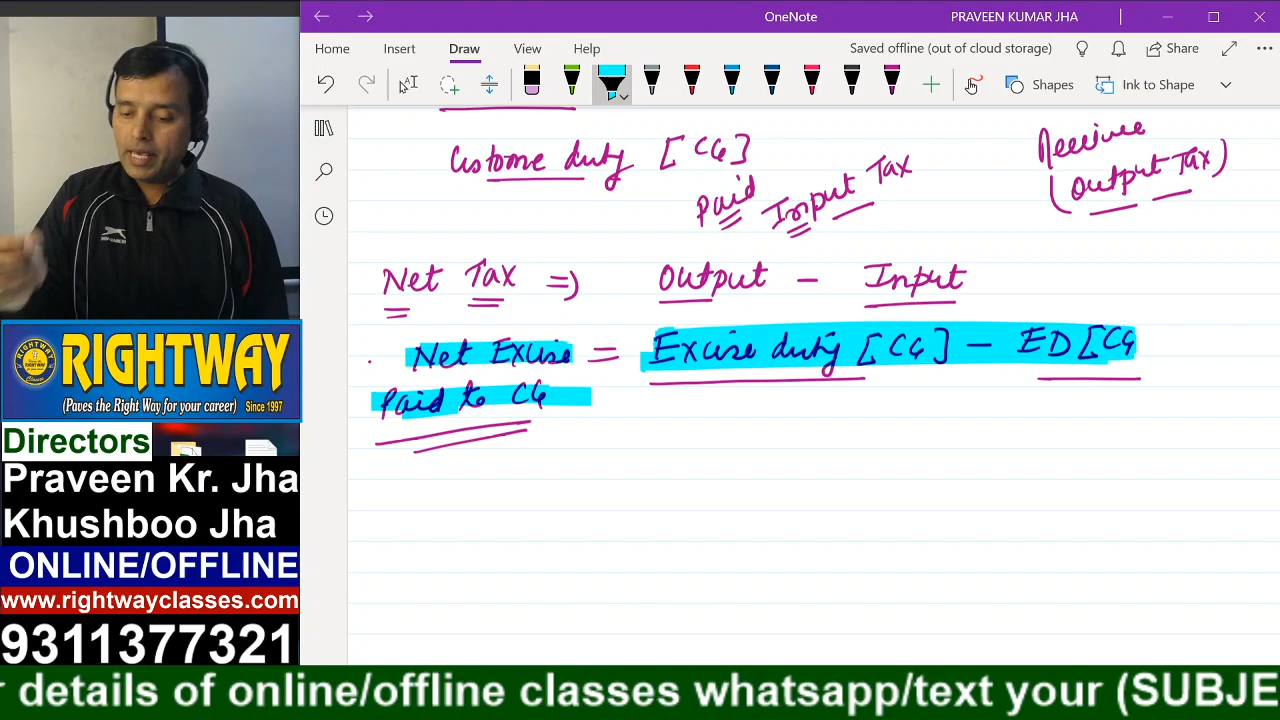 OneNote
PRAVEEN KUMAR JHA
Home Insert Draw View Help
Saved offline (out of cloud storage)
Share
Shapes
Ink to Shape
Custome duty [CG]
Paid
Input Tax
Receive
(Output Tax)
Net Tax => Output - Input
Net Excise = Excise duty [CG] - ED [CG
Paid to CG
RIGHTWAY
Classes
(Paves the Right Way for your career) Since 1997
Directors
Praveen Kr. Jha
Khushboo Jha
ONLINE/OFFLINE
www.rightwayclasses.com
9311377321
r details of online/offline classes whatsapp/text your (SUBJE